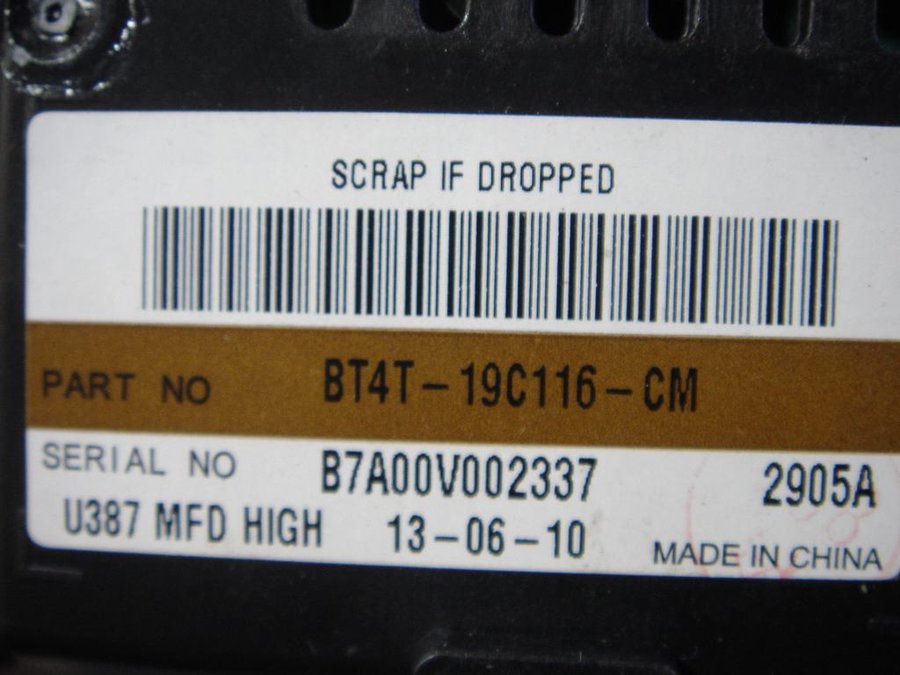 SCRAP IF DROPPED
PART NO BT4T-19C116-CM
SERIAL NO B7A00V002337 2905A
U387 MFD HIGH 13-06-10 MADE IN CHINA